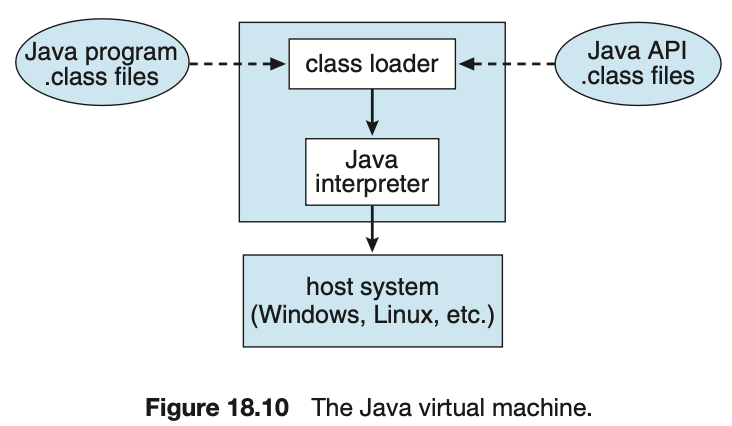 Java program
.class files
class loader
Java API
.class files
Java
interpreter
host system
(Windows, Linux, etc.)
Figure 18.10 The Java virtual machine.